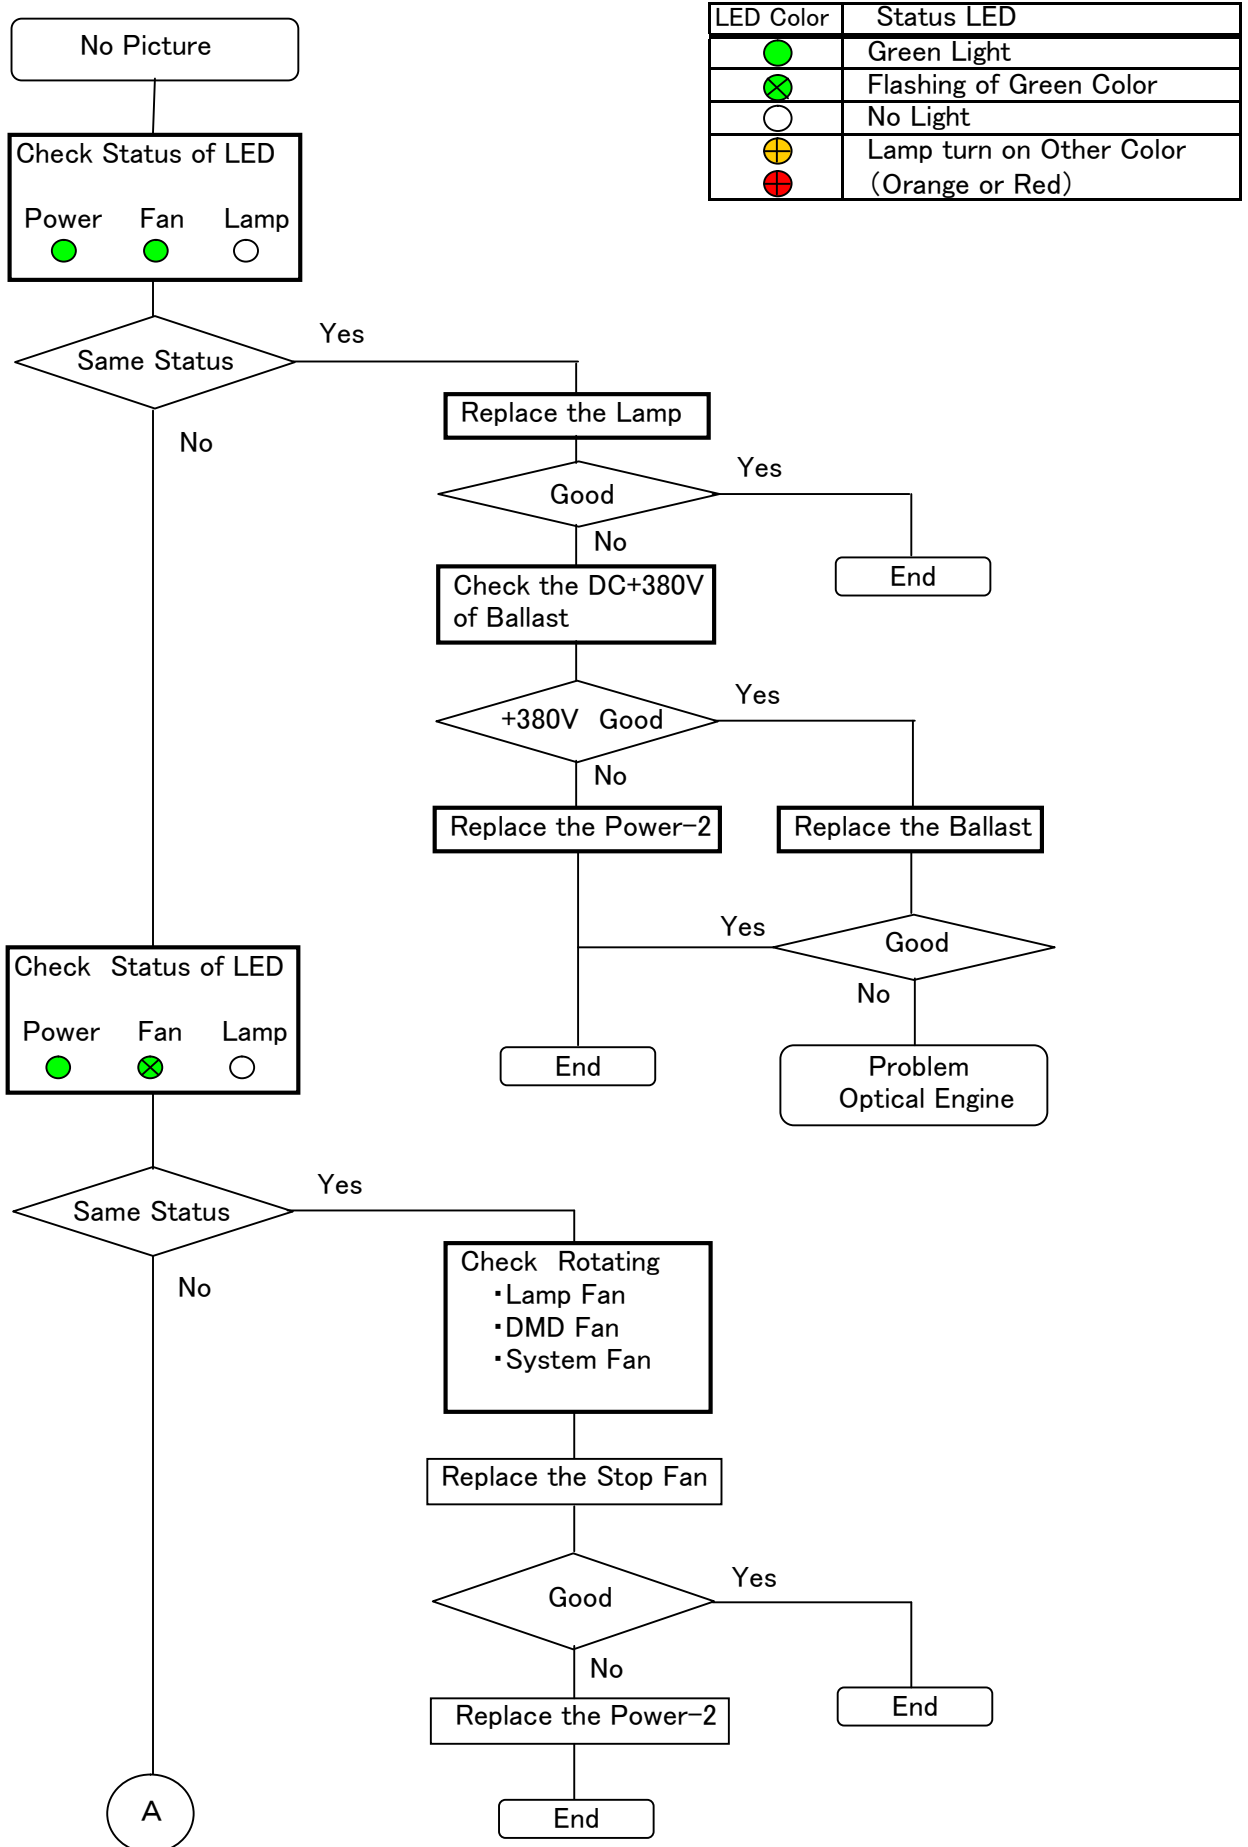 No Picture
LED Color Status LED
Green Light
Flashing of Green Color
No Light
Lamp turn on Other Color
(Orange or Red)
Check Status of LED
Power Fan Lamp
Same Status
Yes
No
Replace the Lamp
Good
Yes
No
End
Check the DC+380V
of Ballast
+380V Good
Yes
No
Replace the Power-2
Replace the Ballast
Yes
Good
No
End
Problem
Optical Engine
Check Status of LED
Power Fan Lamp
Same Status
Yes
No
Check Rotating
・Lamp Fan
・DMD Fan
・System Fan
Replace the Stop Fan
Good
Yes
No
End
Replace the Power-2
End
A